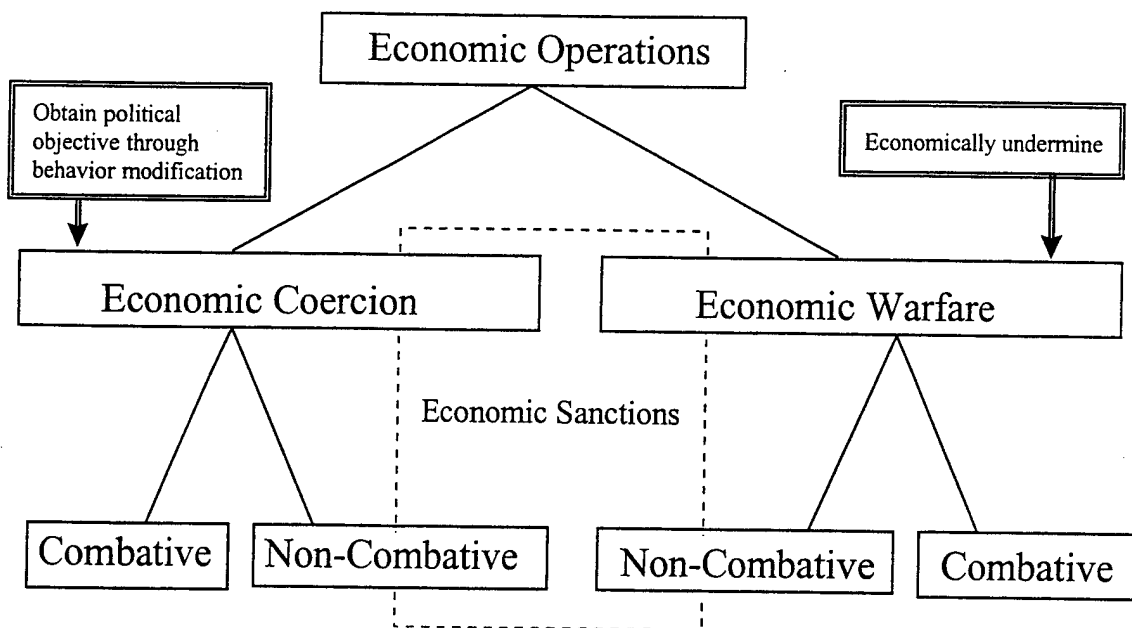 Economic Operations
Obtain political
objective through
behavior modification
Economically undermine
Economic Coercion
Economic Warfare
Economic Sanctions
Combative
Non-Combative
Non-Combative
Combative